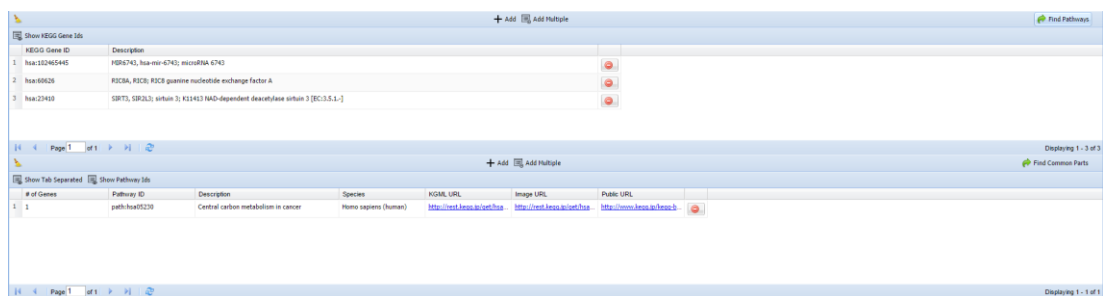 Add Add Multiple Find Pathways
Show KEGG Gene Ids
KEGG Gene ID Description
1 hsa:102465445 MIR6743, hsa-mir-6743; microRNA 6743
2 hsa:60626 RIC8A, RIC8; RIC8 guanine nucleotide exchange factor A
3 hsa:23410 SIRT3, SIR2L3; sirtuin 3; K11413 NAD-dependent deacetylase sirtuin 3 [EC:3.5.1.-]
Page 1 of 1 Displaying 1 - 3 of 3
Add Add Multiple Find Common Parts
Show Tab Separated Show Pathway Ids
# of Genes Pathway ID Description Species KGML URL Image URL Public URL
1 1 path:hsa05230 Central carbon metabolism in cancer Homo sapiens (human) http://rest.kegg.jp/get/hsa... http://rest.kegg.jp/get/hsa... http://www.kegg.jp/kegg-b...
Page 1 of 1 Displaying 1 - 1 of 1